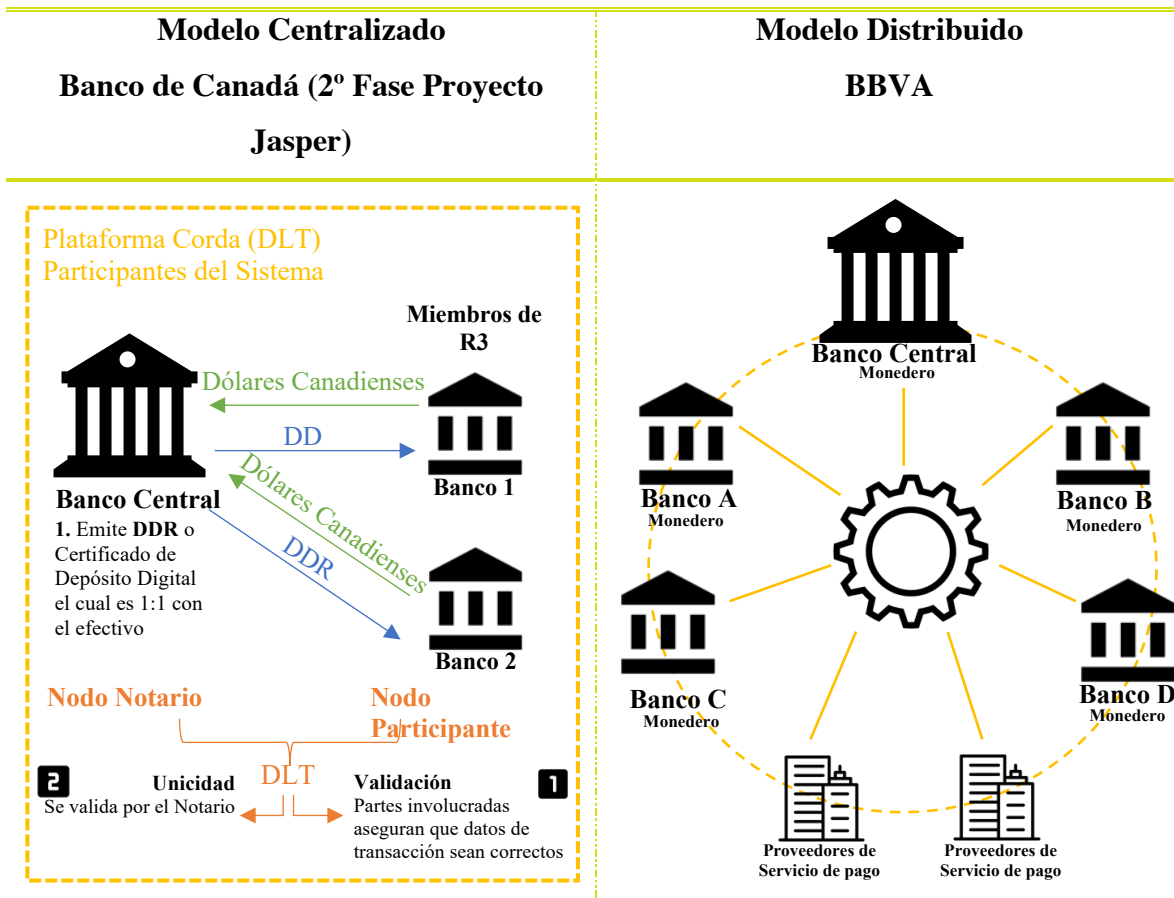 Modelo Centralizado
Banco de Canadá (2º Fase Proyecto
Jasper)
Modelo Distribuido
BBVA
Plataforma Corda (DLT)
Participantes del Sistema
Miembros de
R3
Dólares Canadienses
DD
Banco 1
Dólares Canadienses
DDR
Banco Central
1. Emite DDR o
Certificado de
Depósito Digital
el cual es 1:1 con
el efectivo
Banco 2
Nodo Notario
Nodo
Participante
DLT
2
Unicidad
Se valida por el Notario
Validación
1
Partes involucradas
aseguran que datos de
transacción sean correctos
Banco Central
Monedero
Banco A
Monedero
Banco B
Monedero
Banco C
Monedero
Banco D
Monedero
Proveedores de
Servicio de pago
Proveedores de
Servicio de pago